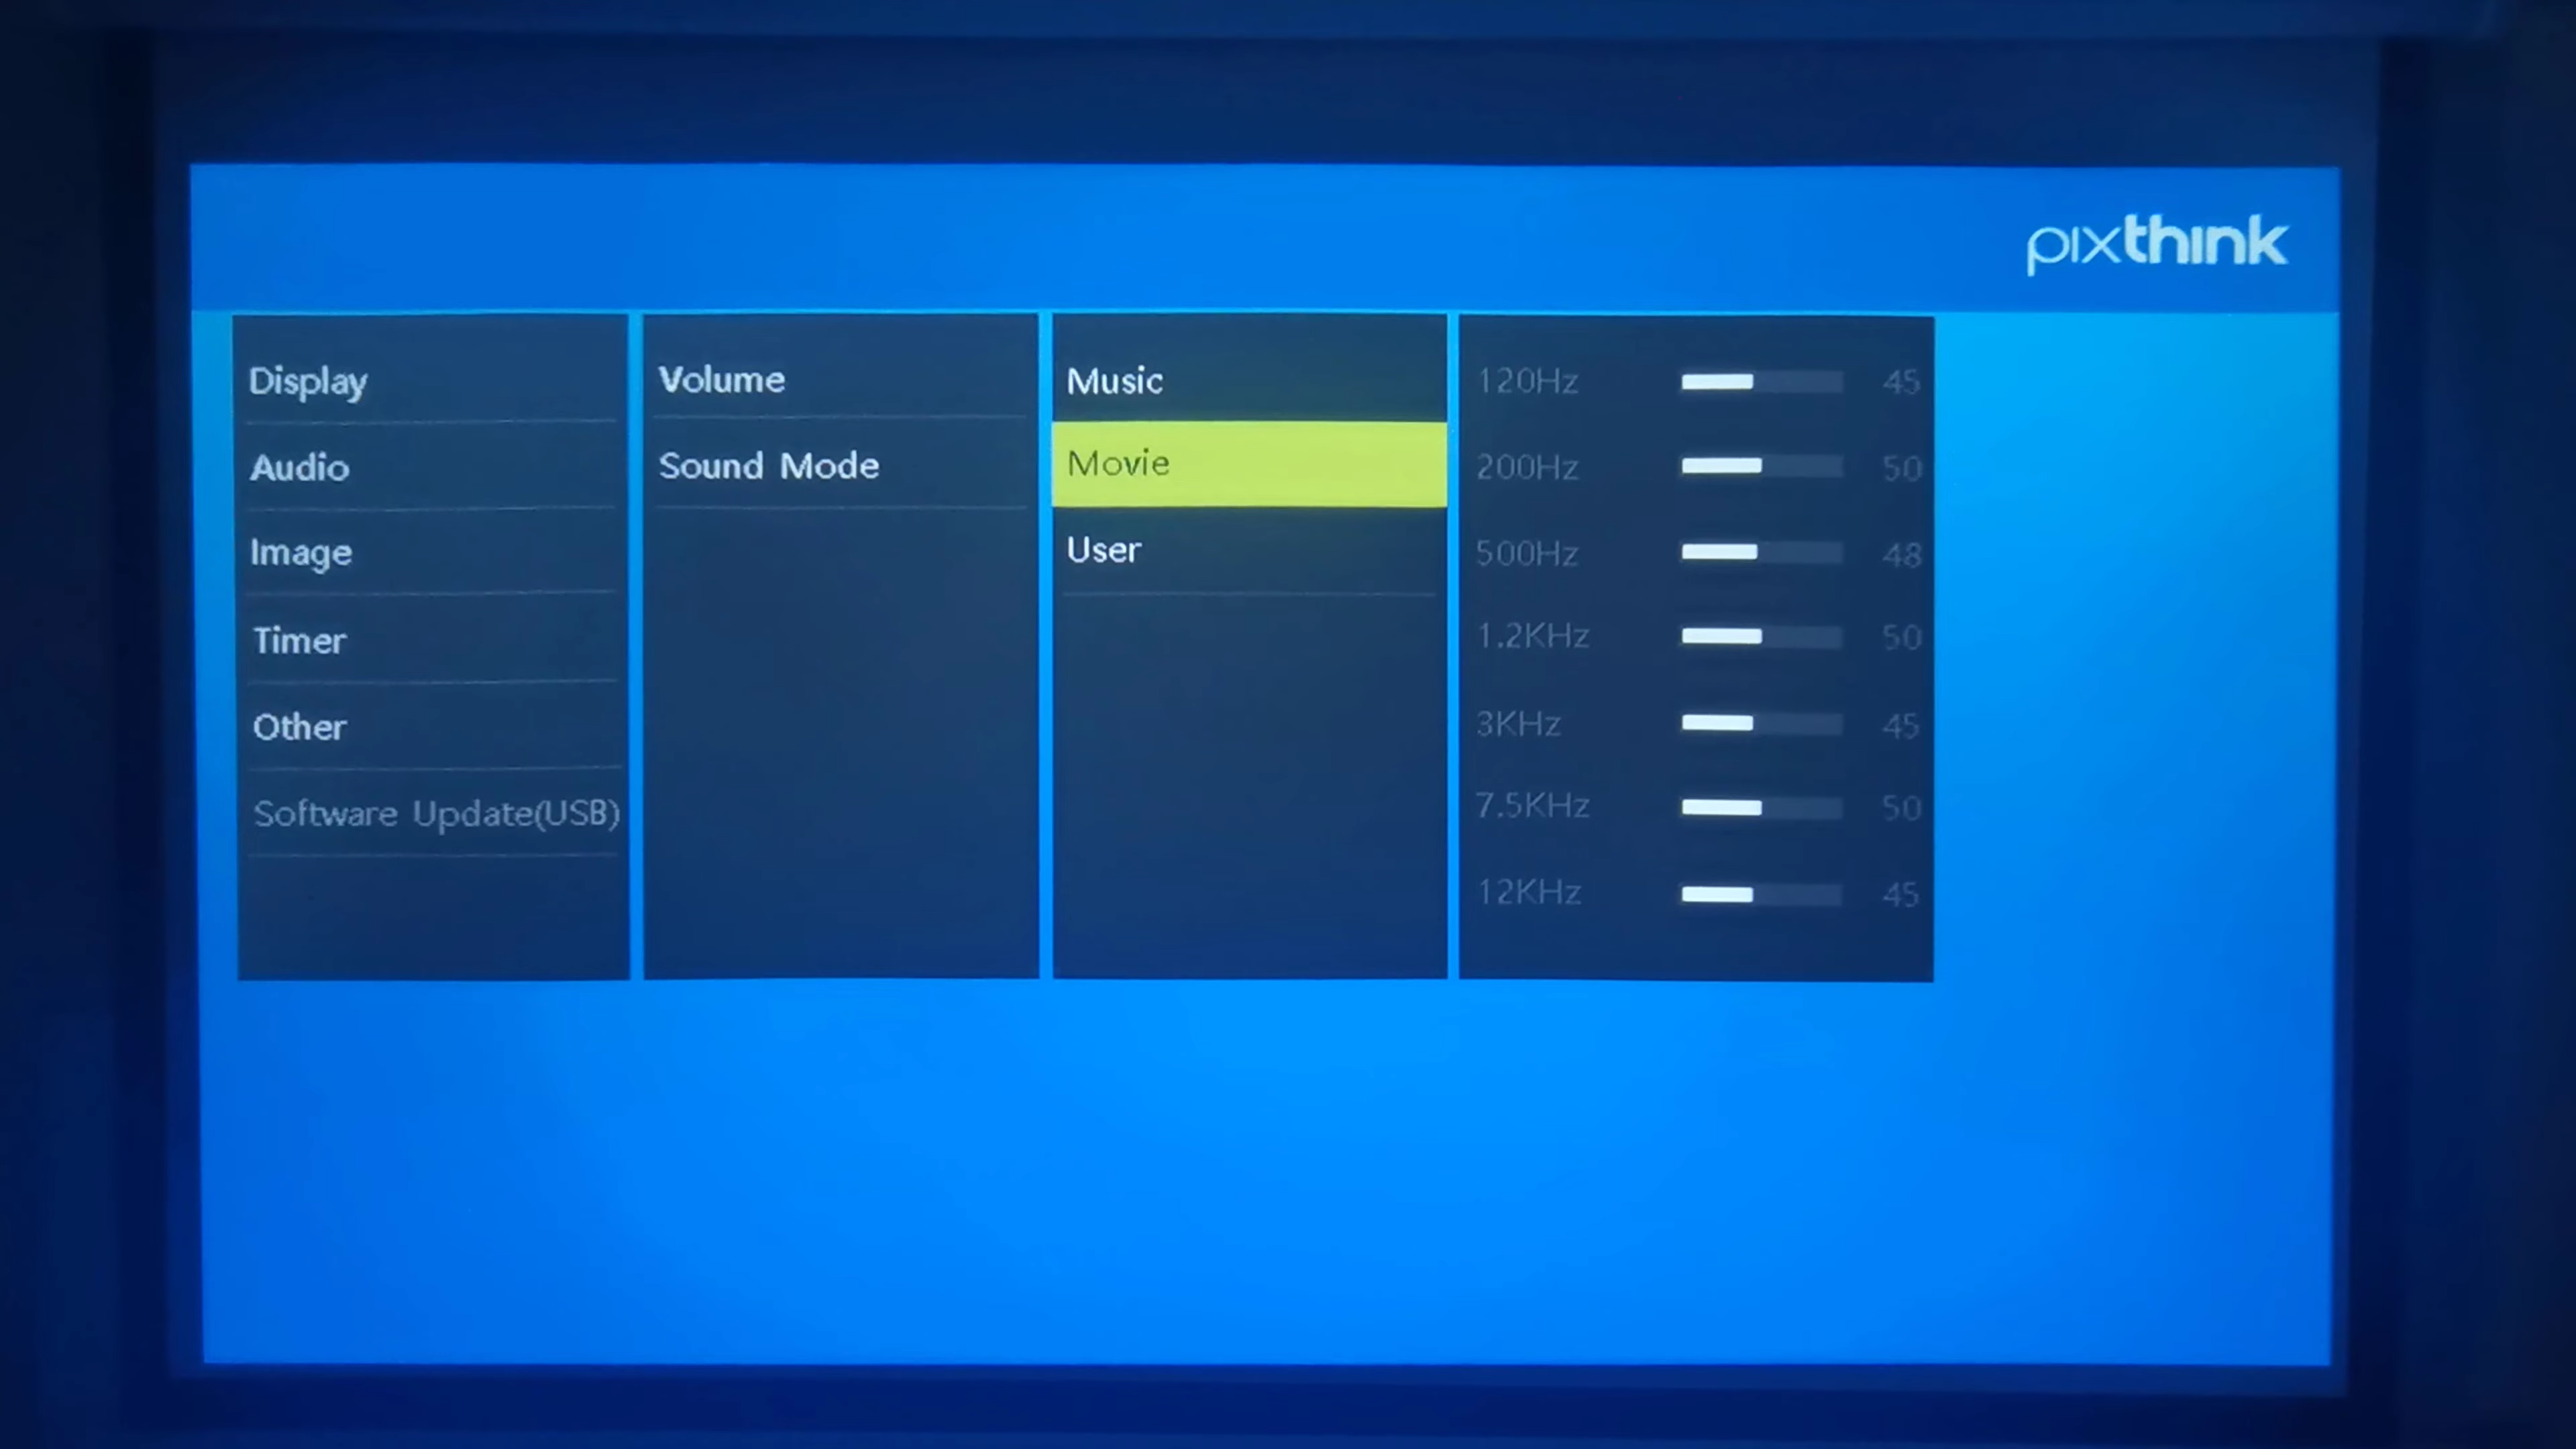 pixthink
Display
Audio
Image
Timer
Other
Software Update(USB)
Volume
Sound Mode
Music
Movie
User
120Hz 45
200Hz 50
500Hz 48
1.2KHz 50
3KHz 45
7.5KHz 50
12KHz 45